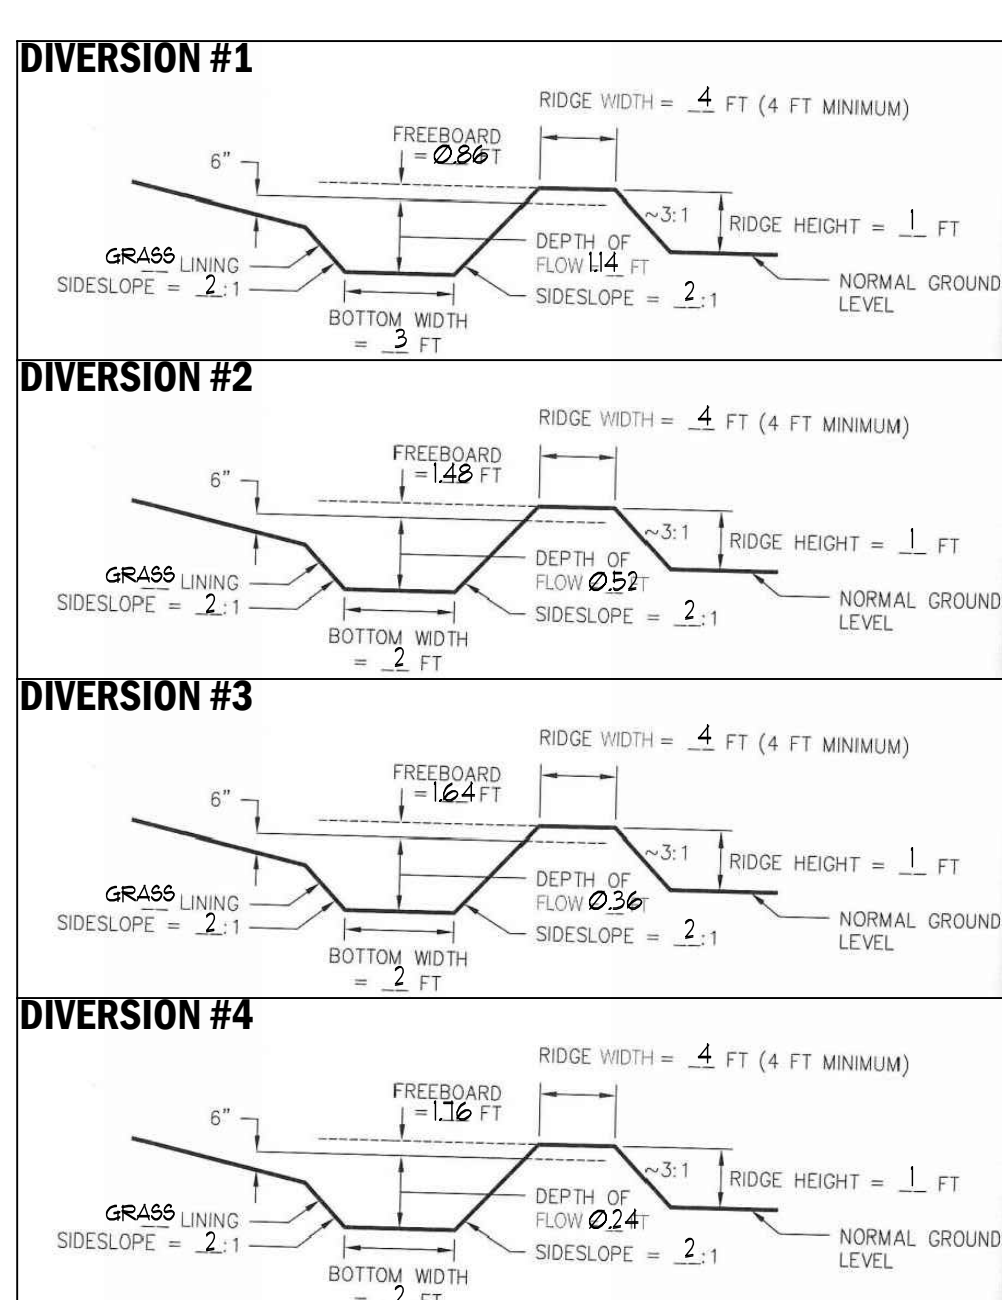 DIVERSION #1
RIDGE WIDTH = 4 FT (4 FT MINIMUM)
FREEBOARD
= 0.86 FT
6"
~3:1
RIDGE HEIGHT = 1 FT
DEPTH OF
FLOW 1.14 FT
GRASS LINING
SIDESLOPE = 2:1
SIDESLOPE = 2:1
NORMAL GROUND
LEVEL
BOTTOM WIDTH
= 3 FT
DIVERSION #2
RIDGE WIDTH = 4 FT (4 FT MINIMUM)
FREEBOARD
= 1.48 FT
6"
~3:1
RIDGE HEIGHT = 1 FT
DEPTH OF
FLOW 0.52 FT
GRASS LINING
SIDESLOPE = 2:1
SIDESLOPE = 2:1
NORMAL GROUND
LEVEL
BOTTOM WIDTH
= 2 FT
DIVERSION #3
RIDGE WIDTH = 4 FT (4 FT MINIMUM)
FREEBOARD
= 1.64 FT
6"
~3:1
RIDGE HEIGHT = 1 FT
DEPTH OF
FLOW 0.36 FT
GRASS LINING
SIDESLOPE = 2:1
SIDESLOPE = 2:1
NORMAL GROUND
LEVEL
BOTTOM WIDTH
= 2 FT
DIVERSION #4
RIDGE WIDTH = 4 FT (4 FT MINIMUM)
FREEBOARD
= 1.76 FT
6"
~3:1
RIDGE HEIGHT = 1 FT
DEPTH OF
FLOW 0.24 FT
GRASS LINING
SIDESLOPE = 2:1
SIDESLOPE = 2:1
NORMAL GROUND
LEVEL
BOTTOM WIDTH
= 2 FT